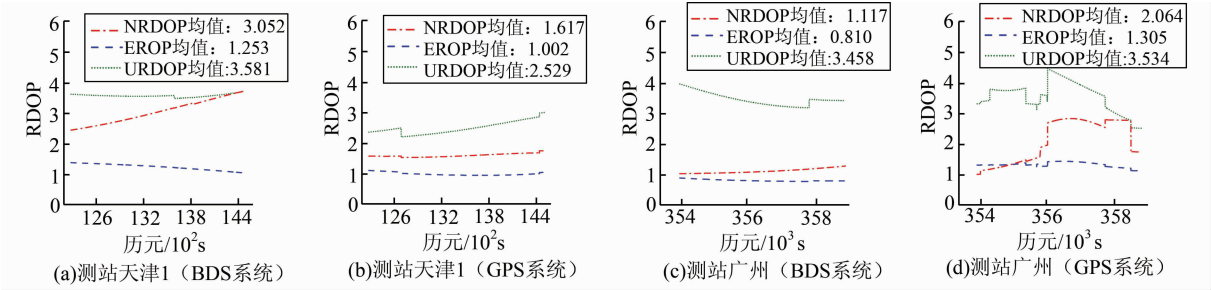 6
5
4
3
2
1
0
RDOP
NRDOP均值：3.052
EROP均值：1.253
URDOP均值:3.581
126 132 138 144
历元/10²s
(a)测站天津1（BDS系统）
6
5
4
3
2
1
0
RDOP
NRDOP均值：1.617
EROP均值：1.002
URDOP均值:2.529
126 132 138 144
历元/10²s
(b)测站天津1（GPS系统）
6
5
4
3
2
1
0
RDOP
NRDOP均值：1.117
EROP均值：0.810
URDOP均值:3.458
354 356 358
历元/10³s
(c)测站广州（BDS系统）
6
5
4
3
2
1
0
RDOP
NRDOP均值：2.064
EROP均值：1.305
URDOP均值:3.534
354 356 358
历元/10³s
(d)测站广州（GPS系统）